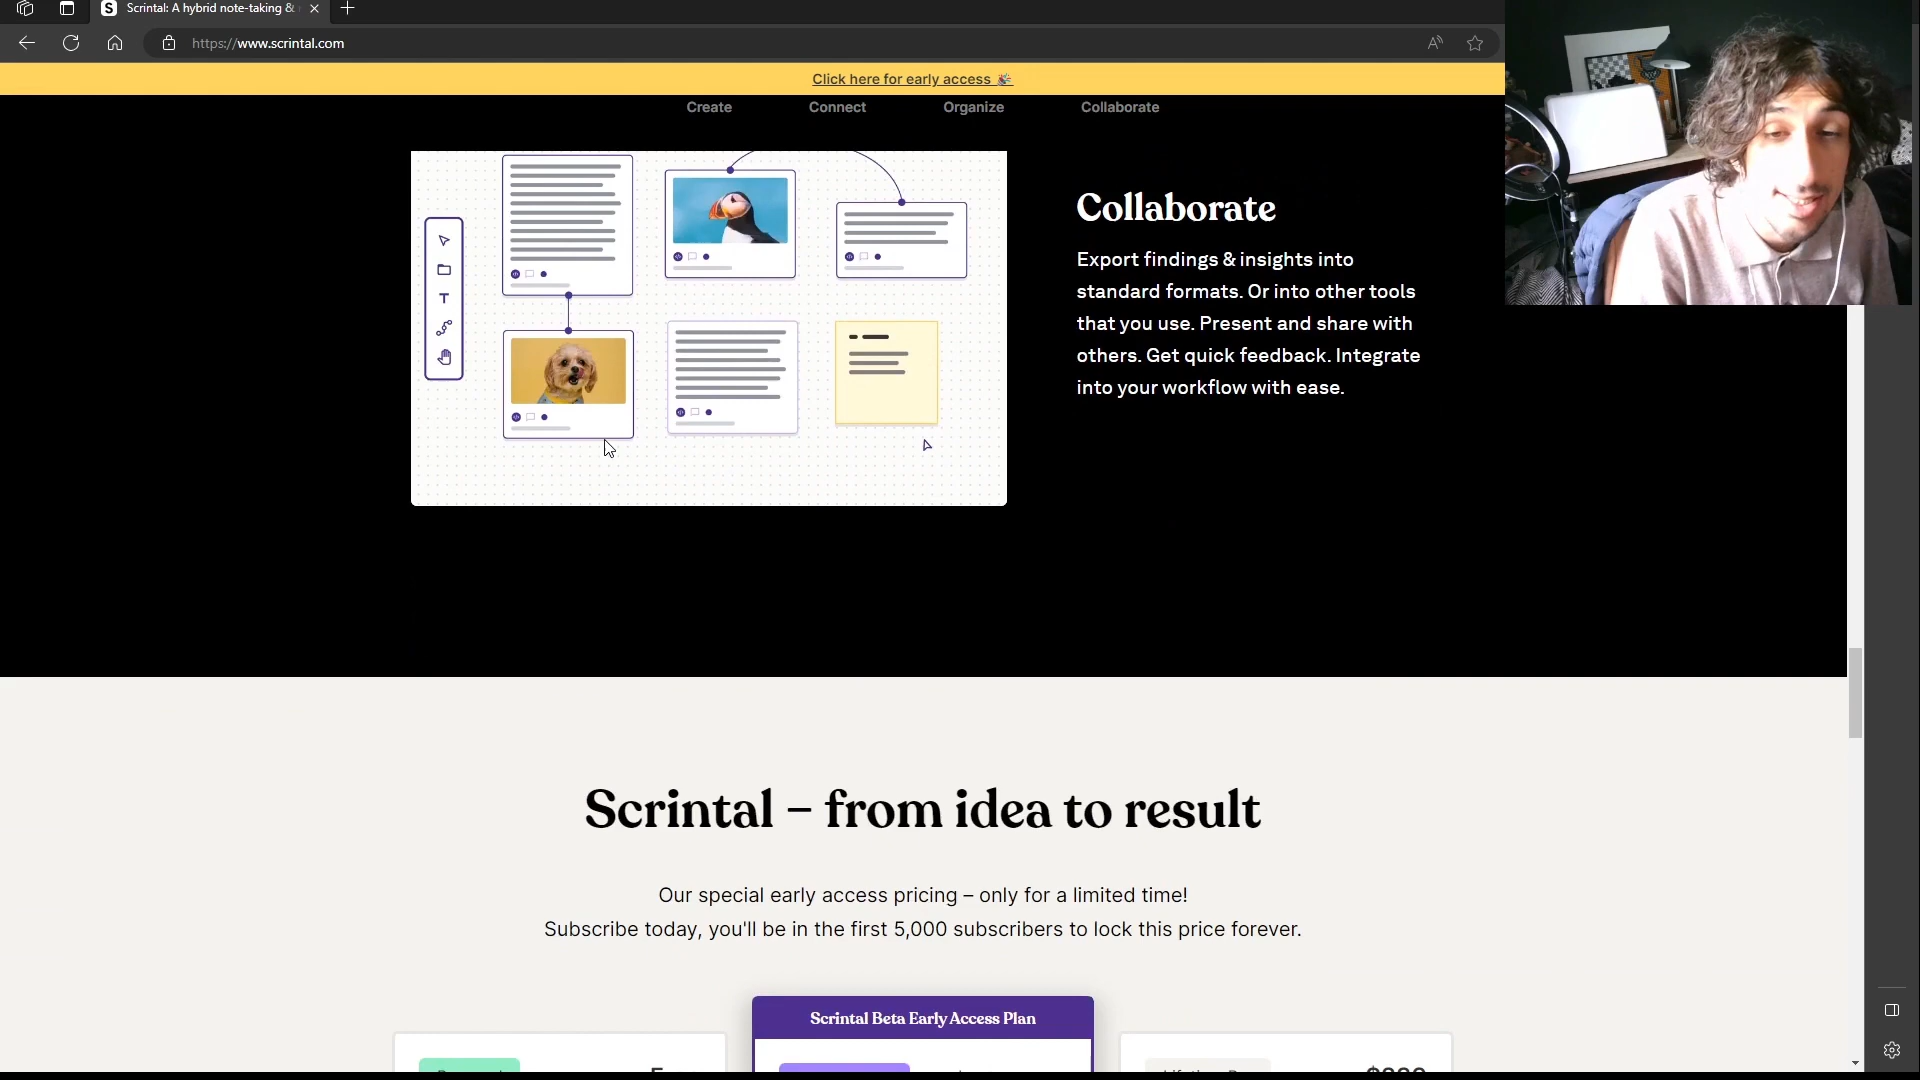 Scrintal: A hybrid note-taking &
https://www.scrintal.com
Click here for early access 🎉
Create
Connect
Organize
Collaborate
Collaborate
Export findings & insights into
standard formats. Or into other tools
that you use. Present and share with
others. Get quick feedback. Integrate
into your workflow with ease.
Scrintal – from idea to result
Our special early access pricing – only for a limited time!
Subscribe today, you'll be in the first 5,000 subscribers to lock this price forever.
Scrintal Beta Early Access Plan